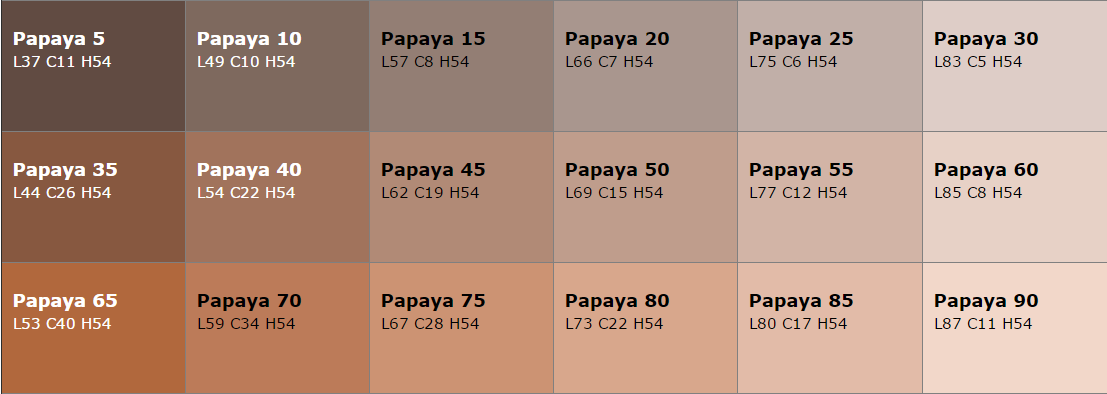 Papaya 5
L37 C11 H54
Papaya 10
L49 C10 H54
Papaya 15
L57 C8 H54
Papaya 20
L66 C7 H54
Papaya 25
L75 C6 H54
Papaya 30
L83 C5 H54
Papaya 35
L44 C26 H54
Papaya 40
L54 C22 H54
Papaya 45
L62 C19 H54
Papaya 50
L69 C15 H54
Papaya 55
L77 C12 H54
Papaya 60
L85 C8 H54
Papaya 65
L53 C40 H54
Papaya 70
L59 C34 H54
Papaya 75
L67 C28 H54
Papaya 80
L73 C22 H54
Papaya 85
L80 C17 H54
Papaya 90
L87 C11 H54